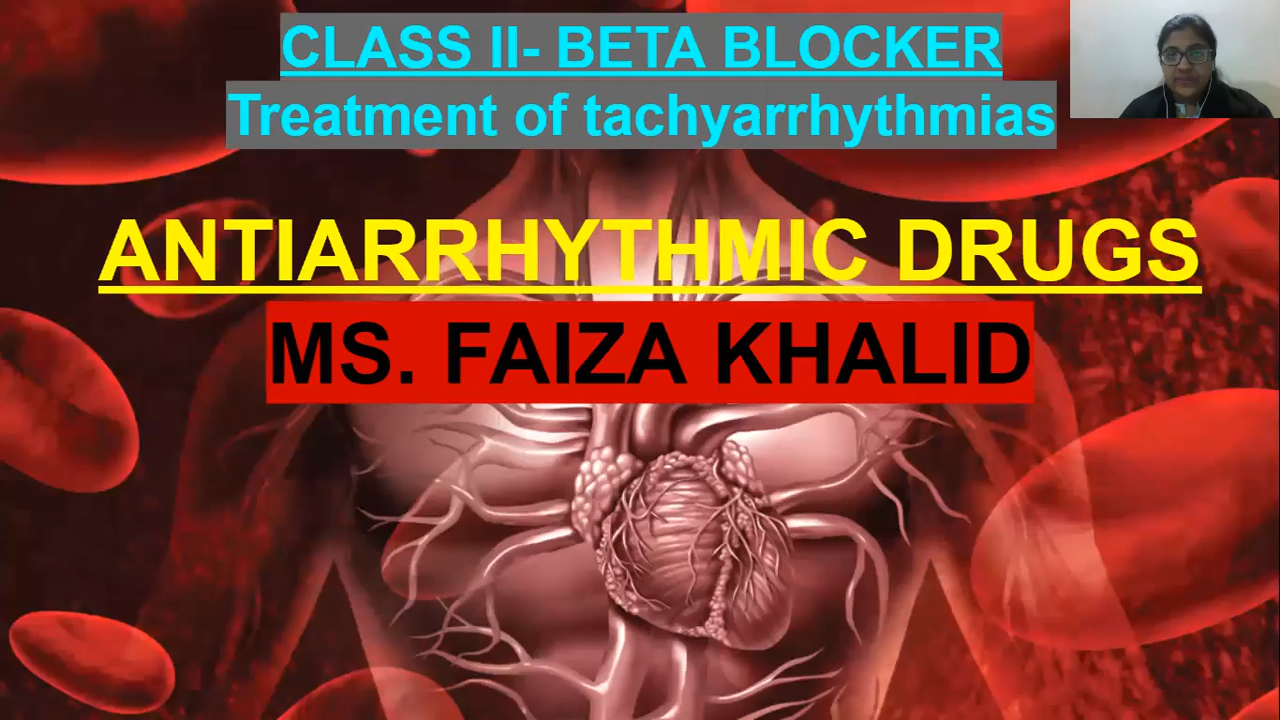 CLASS II- BETA BLOCKER
Treatment of tachyarrhythmias
ANTIARRHYTHMIC DRUGS
MS. FAIZA KHALID